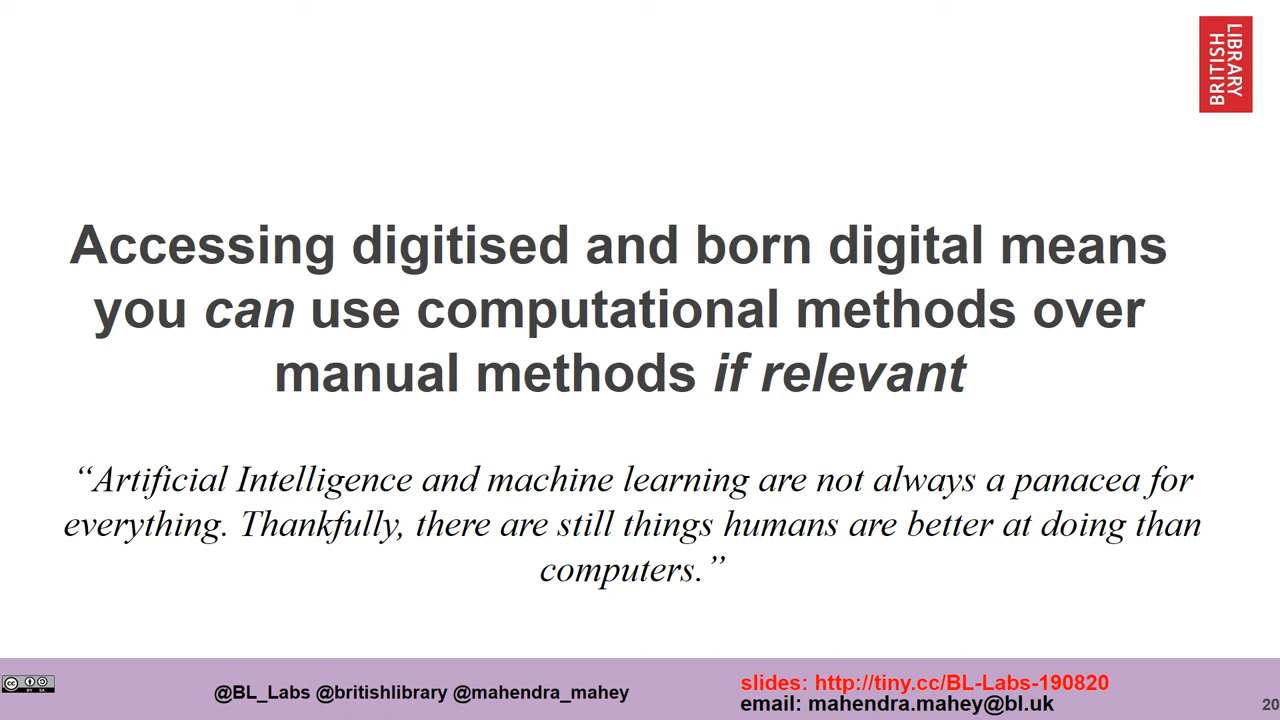 BRITISH
LIBRARY
Accessing digitised and born digital means
you can use computational methods over
manual methods if relevant
“Artificial Intelligence and machine learning are not always a panacea for
everything. Thankfully, there are still things humans are better at doing than
computers.”
cc BY SA
@BL_Labs @britishlibrary @mahendra_mahey
slides: http://tiny.cc/BL-Labs-190820
email: mahendra.mahey@bl.uk
20